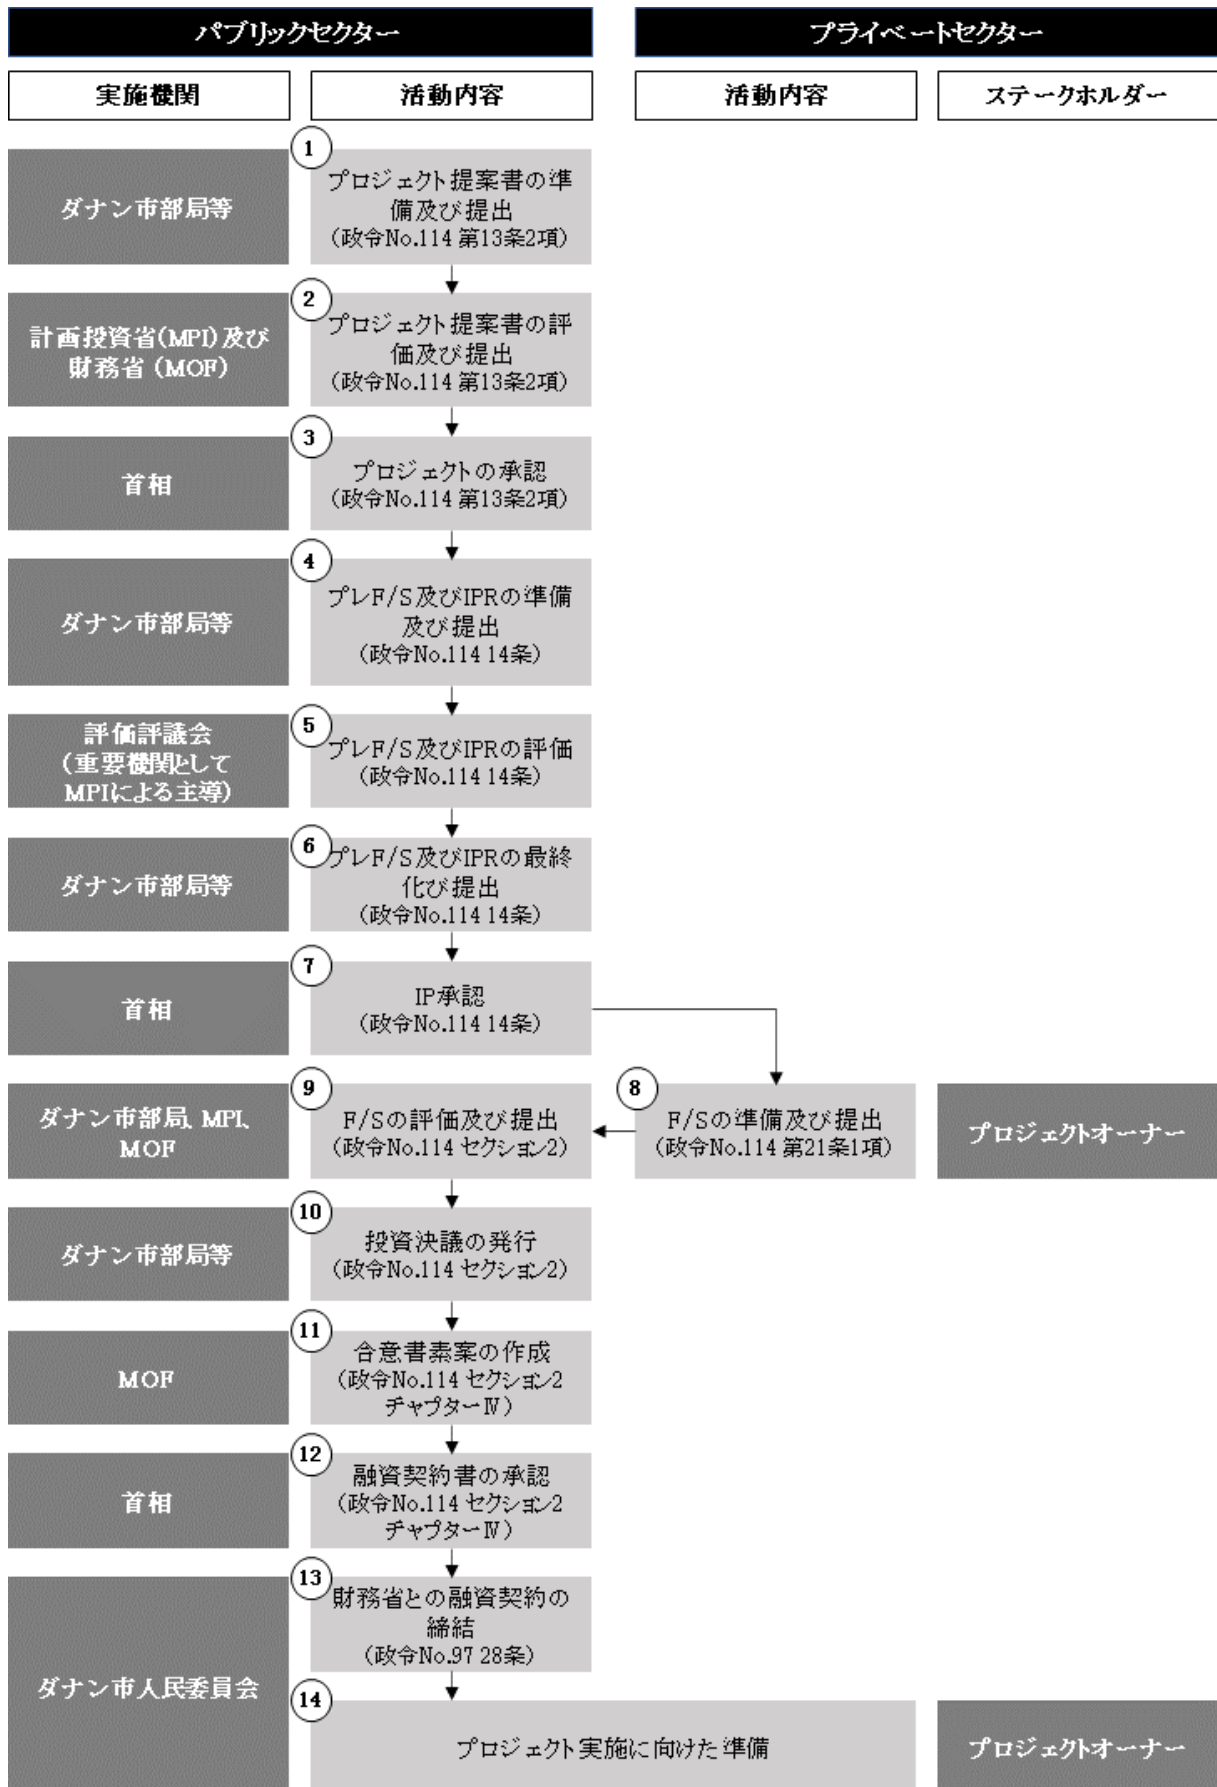 パブリックセクター
プライベートセクター
実施機関
活動内容
活動内容
ステークホルダー
ダナン市部局等
1
プロジェクト提案書の準
備及び提出
(政令No.114 第13条2項)
計画投資省(MPI)及び
財務省 (MOF)
2
プロジェクト提案書の評
価及び提出
(政令No.114 第13条2項)
首相
3
プロジェクトの承認
(政令No.114 第13条2項)
ダナン市部局等
4
プレF/S及びIPRの準備
及び提出
(政令No.114 14条)
評価評議会
(重要機関として
MPIによる主導)
5
プレF/S及びIPRの評価
(政令No.114 14条)
ダナン市部局等
6
プレF/S及びIPRの最終
化び提出
(政令No.114 14条)
首相
7
IP承認
(政令No.114 14条)
ダナン市部局、MPI、
MOF
9
F/Sの評価及び提出
(政令No.114 セクション2)
8
F/Sの準備及び提出
(政令No.114 第21条1項)
プロジェクトオーナー
ダナン市部局等
10
投資決議の発行
(政令No.114 セクション2)
MOF
11
合意書素案の作成
(政令No.114 セクション2
チャプターⅣ)
首相
12
融資契約書の承認
(政令No.114 セクション2
チャプターⅣ)
ダナン市人民委員会
13
財務省との融資契約の
締結
(政令No.97 28条)
14
プロジェクト実施に向けた準備
プロジェクトオーナー